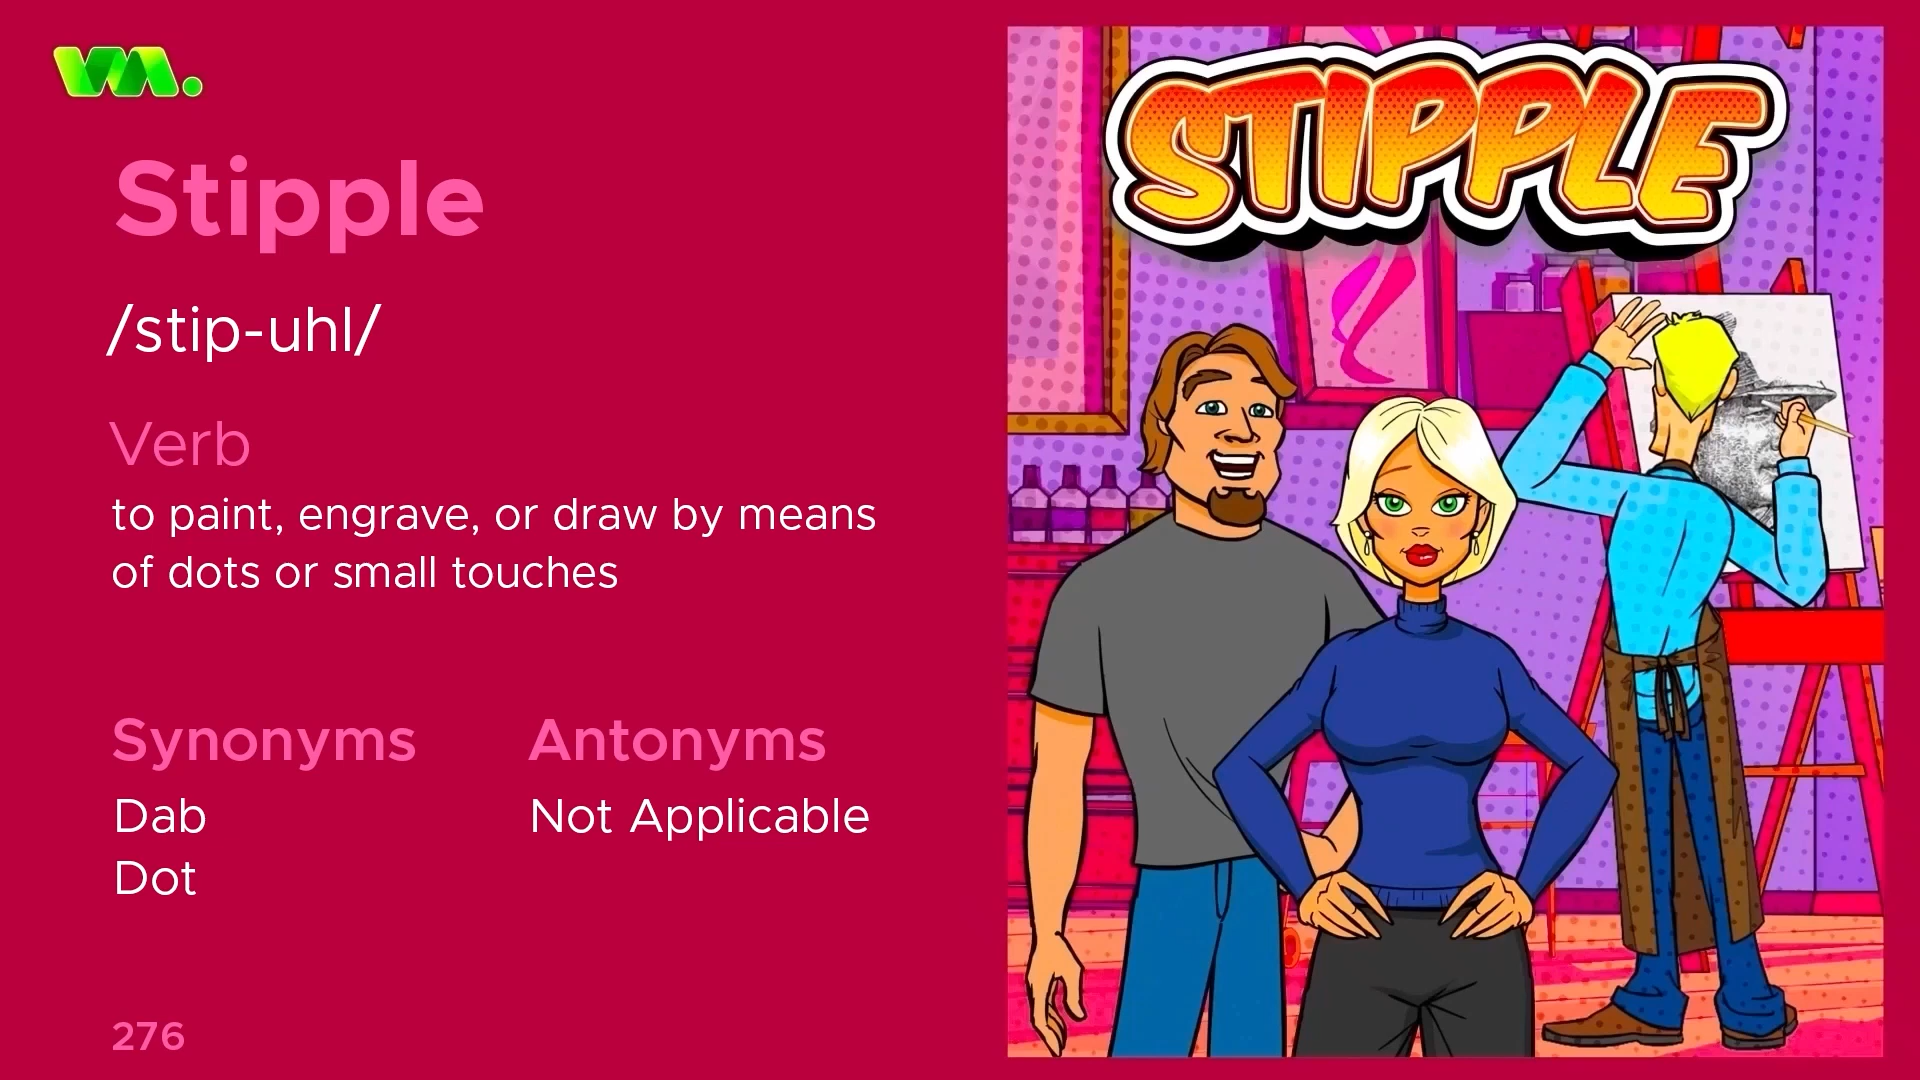 VM.
Stipple
/stip-uhl/
Verb
to paint, engrave, or draw by means
of dots or small touches
Synonyms
Dab
Dot
Antonyms
Not Applicable
276
STIPPLE